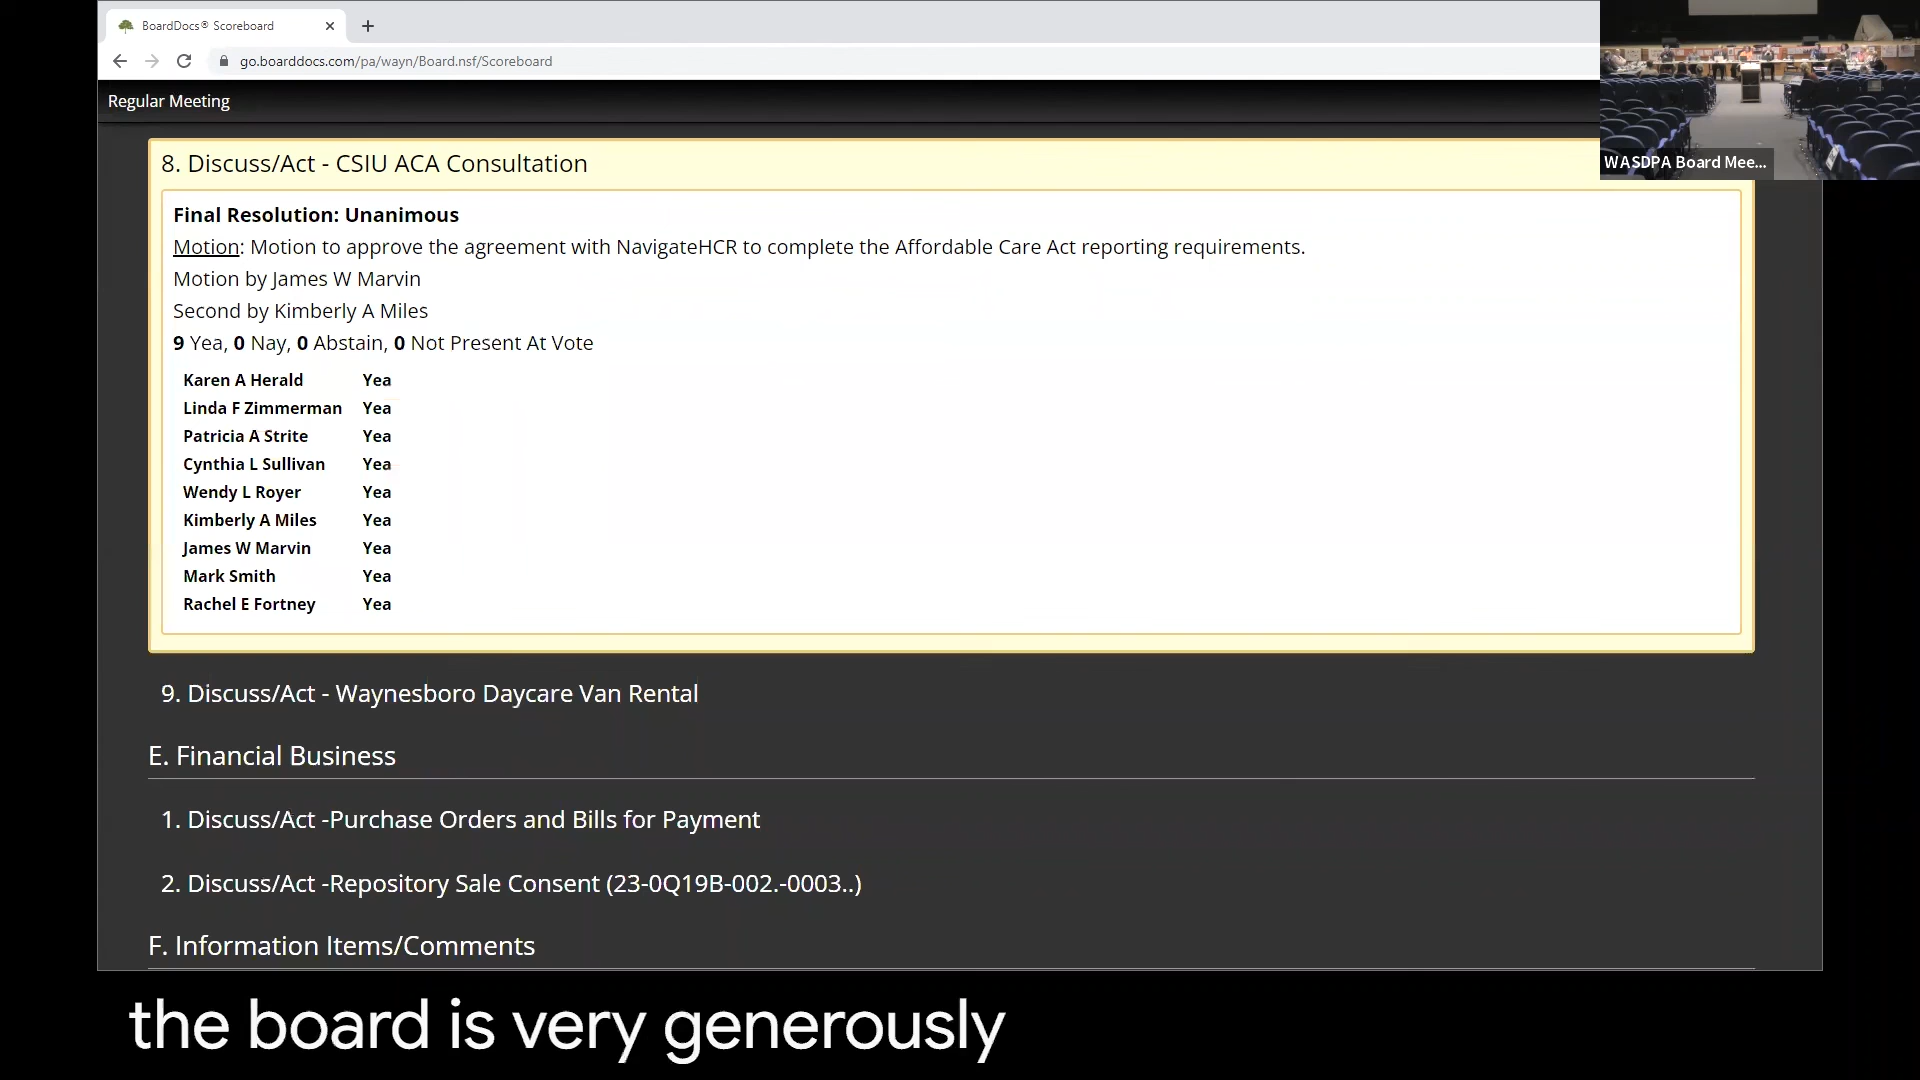 BoardDocs® Scoreboard
go.boarddocs.com/pa/wayn/Board.nsf/Scoreboard
Regular Meeting
WASDPA Board Mee...
8. Discuss/Act - CSIU ACA Consultation
Final Resolution: Unanimous
Motion: Motion to approve the agreement with NavigateHCR to complete the Affordable Care Act reporting requirements.
Motion by James W Marvin
Second by Kimberly A Miles
9 Yea, 0 Nay, 0 Abstain, 0 Not Present At Vote
Karen A Herald Yea
Linda F Zimmerman Yea
Patricia A Strite Yea
Cynthia L Sullivan Yea
Wendy L Royer Yea
Kimberly A Miles Yea
James W Marvin Yea
Mark Smith Yea
Rachel E Fortney Yea
9. Discuss/Act - Waynesboro Daycare Van Rental
E. Financial Business
1. Discuss/Act -Purchase Orders and Bills for Payment
2. Discuss/Act -Repository Sale Consent (23-0Q19B-002.-0003..)
F. Information Items/Comments
the board is very generously